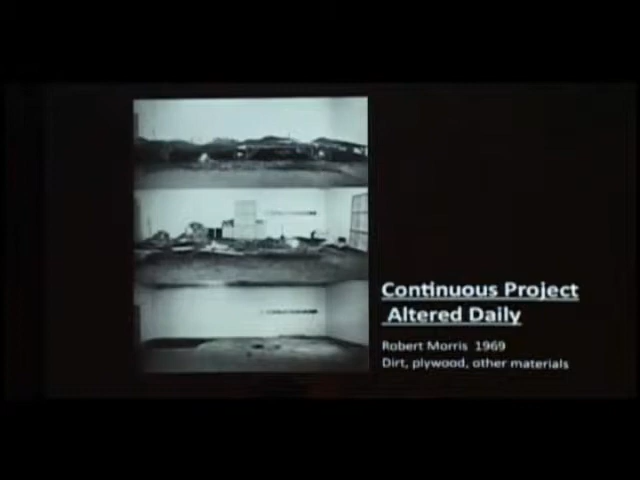 Continuous Project
Altered Daily
Robert Morris 1969
Dirt, plywood, other materials